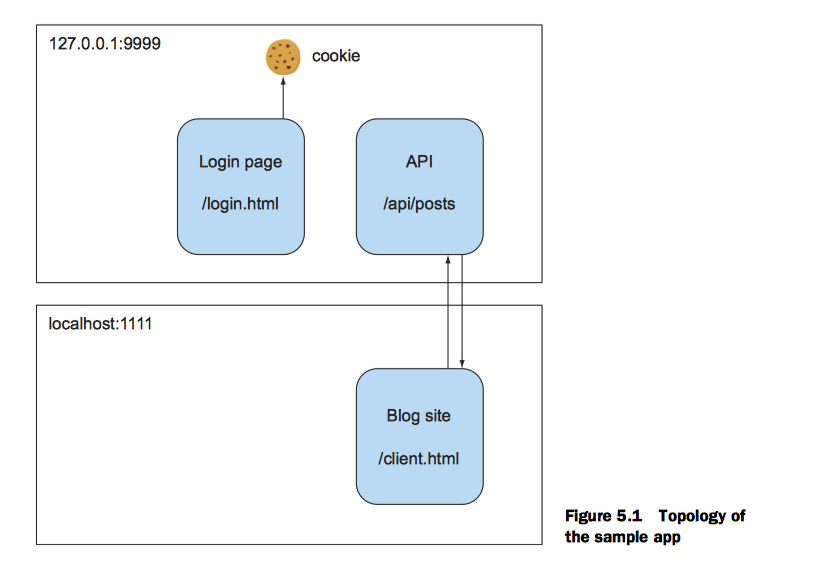 127.0.0.1:9999
cookie
Login page
/login.html
API
/api/posts
localhost:1111
Blog site
/client.html
Figure 5.1 Topology of
the sample app